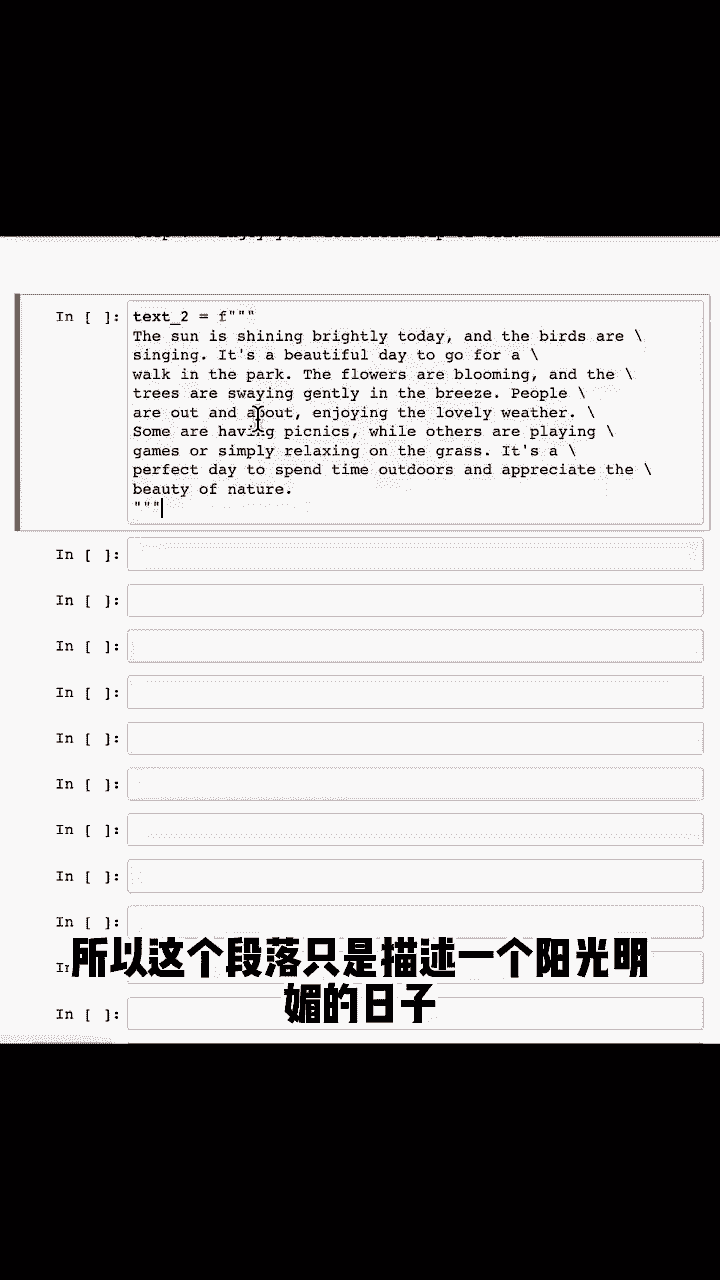 In [ ]: text_2 = f"""
The sun is shining brightly today, and the birds are \
singing. It's a beautiful day to go for a \
walk in the park. The flowers are blooming, and the \
trees are swaying gently in the breeze. People \
are out and about, enjoying the lovely weather. \
Some are having picnics, while others are playing \
games or simply relaxing on the grass. It's a \
perfect day to spend time outdoors and appreciate the \
beauty of nature.
"""
In [ ]:
In [ ]:
In [ ]:
In [ ]:
In [ ]:
In [ ]:
In [ ]:
In [ ]:
In [ ]:
所以这个段落只是描述一个阳光明
媚的日子
In [ ]: